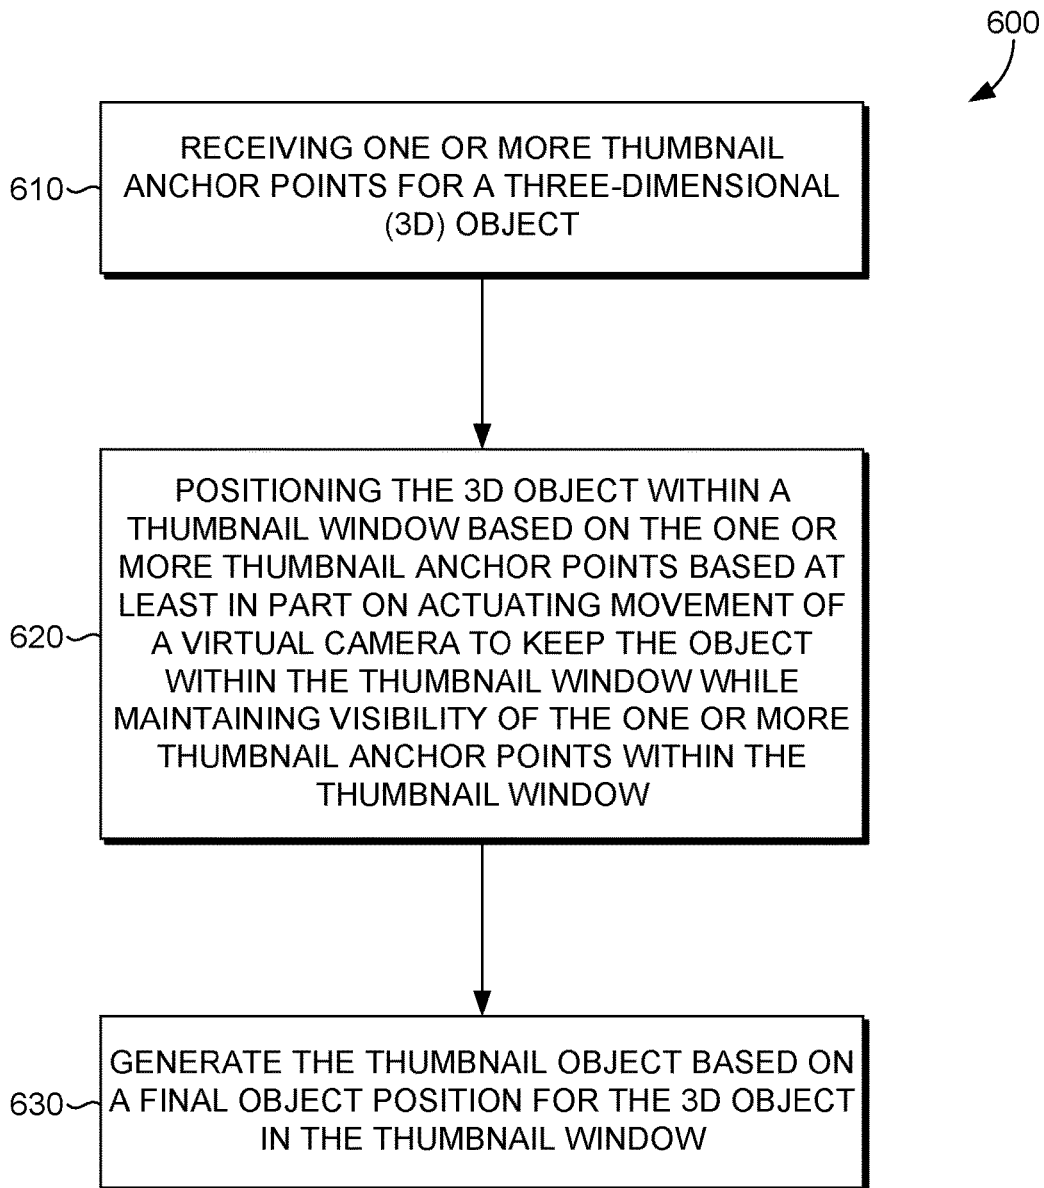 600
RECEIVING ONE OR MORE THUMBNAIL
ANCHOR POINTS FOR A THREE-DIMENSIONAL
(3D) OBJECT
610
POSITIONING THE 3D OBJECT WITHIN A
THUMBNAIL WINDOW BASED ON THE ONE OR
MORE THUMBNAIL ANCHOR POINTS BASED AT
LEAST IN PART ON ACTUATING MOVEMENT OF
A VIRTUAL CAMERA TO KEEP THE OBJECT
WITHIN THE THUMBNAIL WINDOW WHILE
MAINTAINING VISIBILITY OF THE ONE OR MORE
THUMBNAIL ANCHOR POINTS WITHIN THE
THUMBNAIL WINDOW
620
GENERATE THE THUMBNAIL OBJECT BASED ON
A FINAL OBJECT POSITION FOR THE 3D OBJECT
IN THE THUMBNAIL WINDOW
630